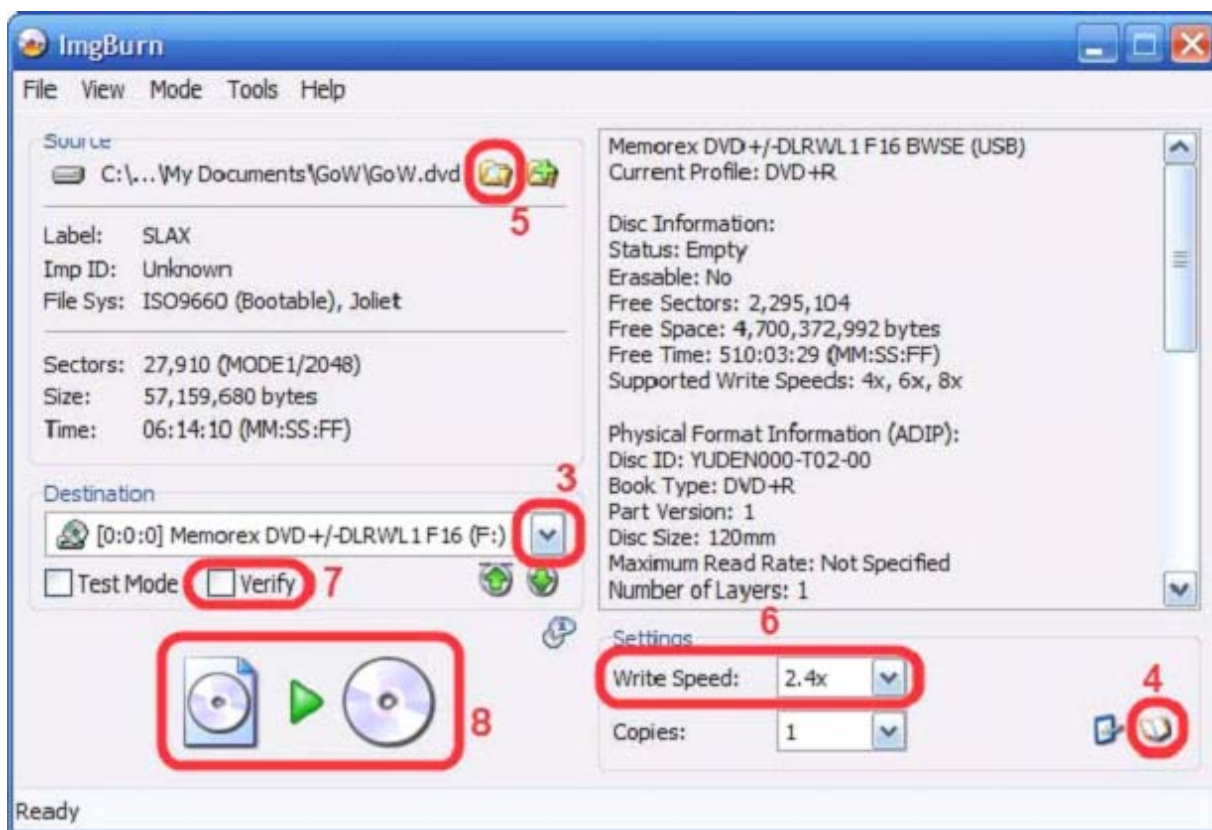 ImgBurn
File View Mode Tools Help
Source
C:\...\My Documents\GoW\GoW.dvd
5
Label: SLAX
Imp ID: Unknown
File Sys: ISO9660 (Bootable), Joliet
Sectors: 27,910 (MODE1/2048)
Size: 57,159,680 bytes
Time: 06:14:10 (MM:SS:FF)
Destination
3
[0:0:0] Memorex DVD+/-DLRWL1F16 (F:)
Test Mode
Verify
7
8
Memorex DVD+/-DLRWL1F16 BWSE (USB)
Current Profile: DVD+R
Disc Information:
Status: Empty
Erasable: No
Free Sectors: 2,295,104
Free Space: 4,700,372,992 bytes
Free Time: 510:03:29 (MM:SS:FF)
Supported Write Speeds: 4x, 6x, 8x
Physical Format Information (ADIP):
Disc ID: YUDEN000-T02-00
Book Type: DVD+R
Part Version: 1
Disc Size: 120mm
Maximum Read Rate: Not Specified
Number of Layers: 1
6
Settings
Write Speed: 2.4x
4
Copies: 1
Ready